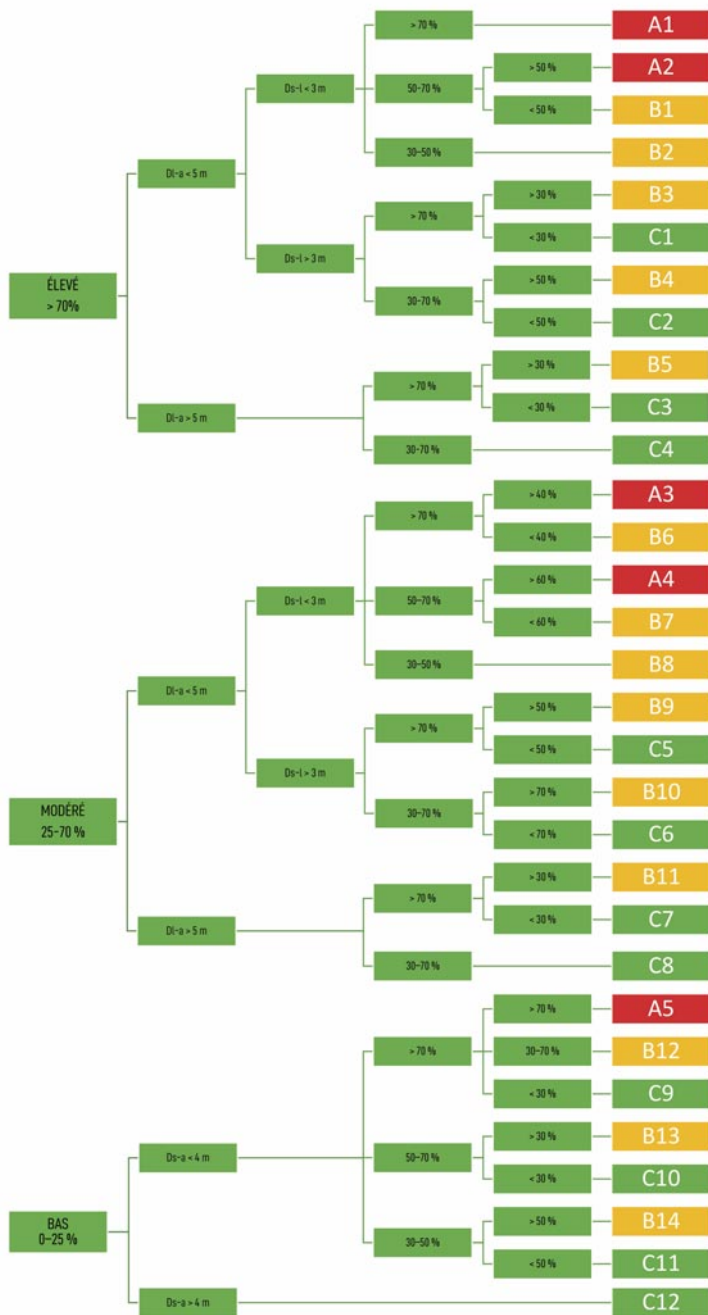 > 70%
A1
> 50 %
A2
Ds-l < 3 m
50-70 %
< 50 %
B1
30-50 %
B2
Dl-a < 5 m
> 30 %
B3
> 70 %
< 30 %
C1
Ds-l > 3 m
> 50 %
B4
30-70 %
< 50 %
C2
ÉLEVÉ
> 70%
> 30 %
B5
> 70 %
< 30 %
C3
Dl-a > 5 m
30-70 %
C4
> 40 %
A3
> 70 %
< 40 %
B6
Ds-l < 3 m
> 60 %
A4
50-70 %
< 60 %
B7
30-50 %
B8
Dl-a < 5 m
> 50 %
B9
> 70 %
< 50 %
C5
Ds-l > 3 m
> 70 %
B10
30-70 %
< 70 %
C6
MODÉRÉ
25-70 %
> 30 %
B11
> 70 %
< 30 %
C7
Dl-a > 5 m
30-70 %
C8
> 70 %
A5
> 70 %
30-70 %
B12
< 30 %
C9
Ds-a < 4 m
> 30 %
B13
50-70 %
< 30 %
C10
> 50 %
B14
30-50 %
< 50 %
C11
BAS
0-25 %
Ds-a > 4 m
C12